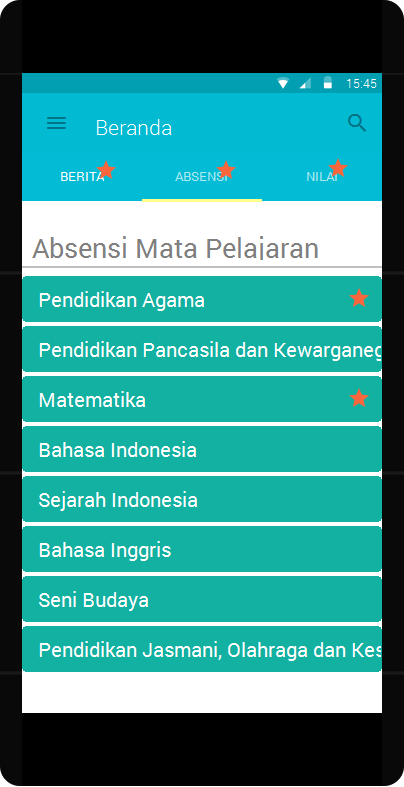 15:45
Beranda
BERITA ABSENSI NILAI
Absensi Mata Pelajaran
Pendidikan Agama
Pendidikan Pancasila dan Kewarganeg
Matematika
Bahasa Indonesia
Sejarah Indonesia
Bahasa Inggris
Seni Budaya
Pendidikan Jasmani, Olahraga dan Kes